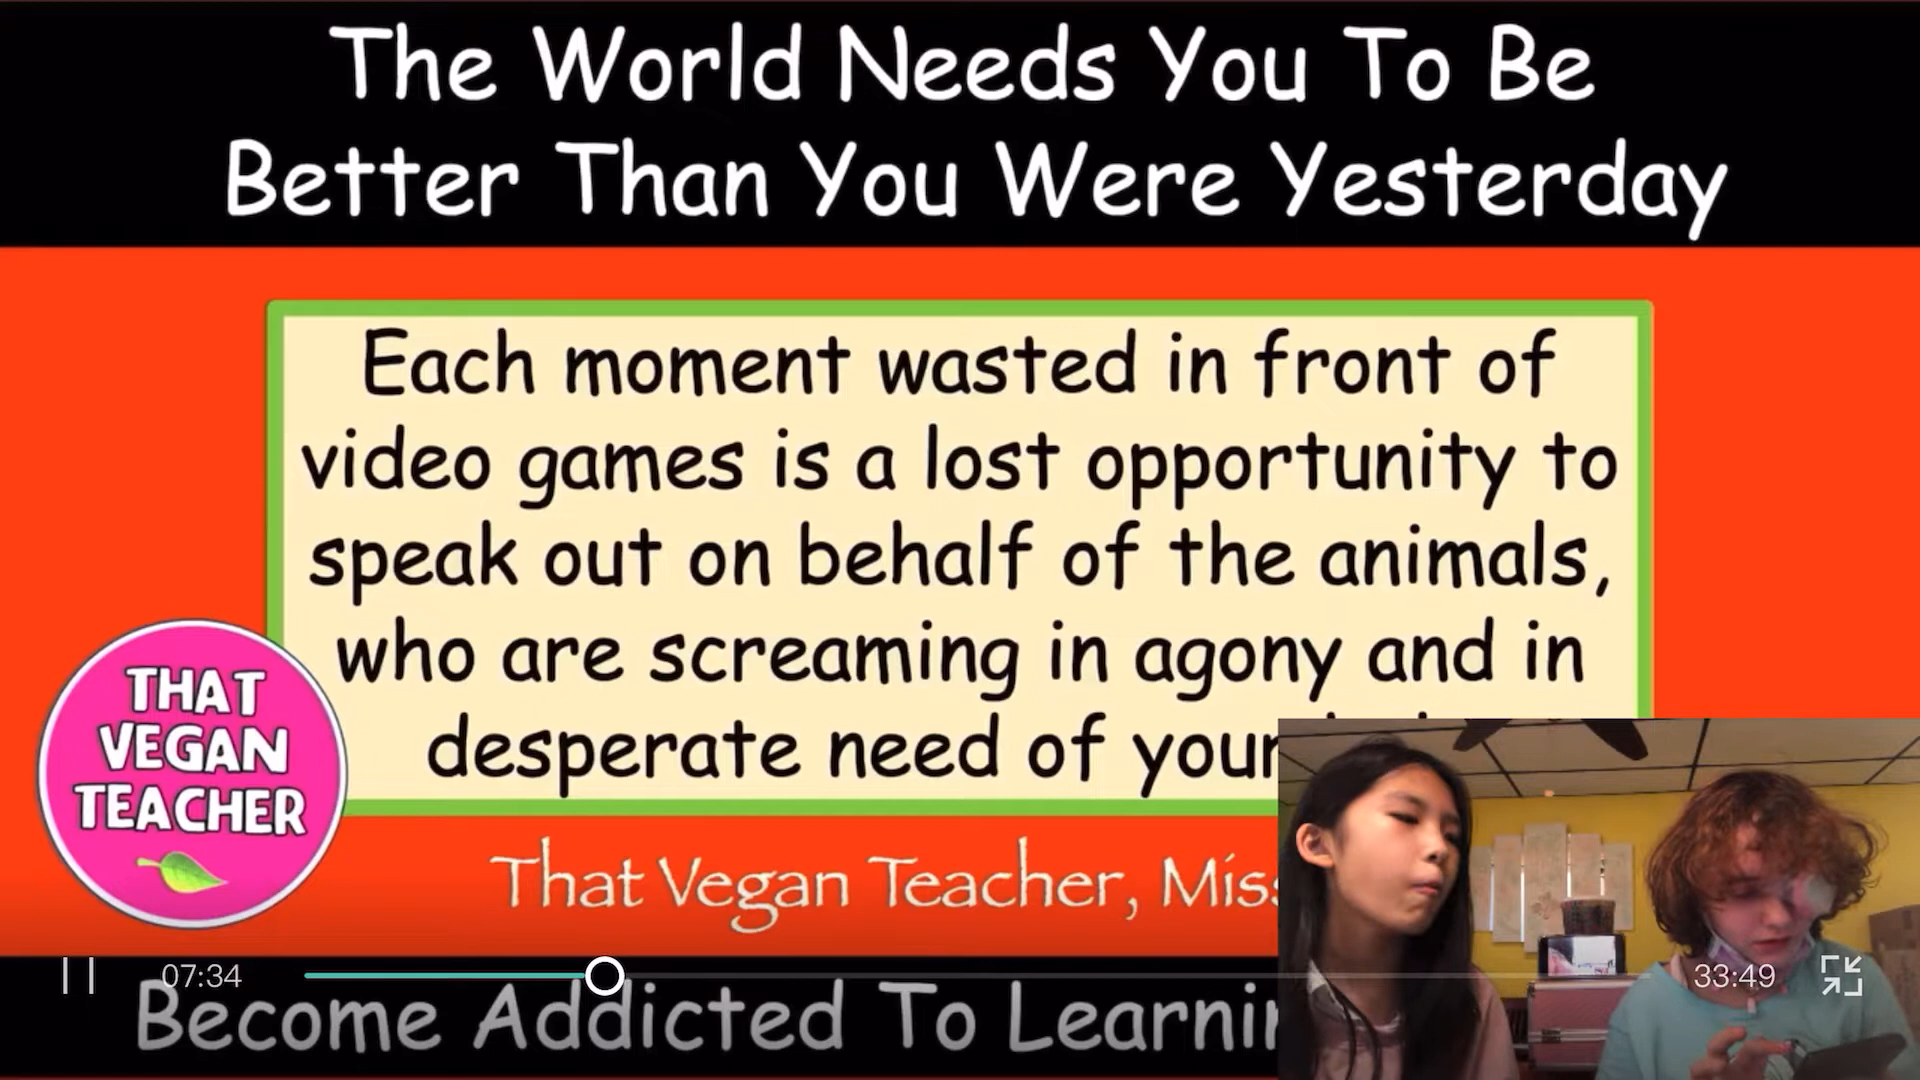 The World Needs You To Be
Better Than You Were Yesterday
Each moment wasted in front of
video games is a lost opportunity to
speak out on behalf of the animals,
who are screaming in agony and in
desperate need of your
THAT
VEGAN
TEACHER
That Vegan Teacher, Miss
07:34
33:49
Become Addicted To